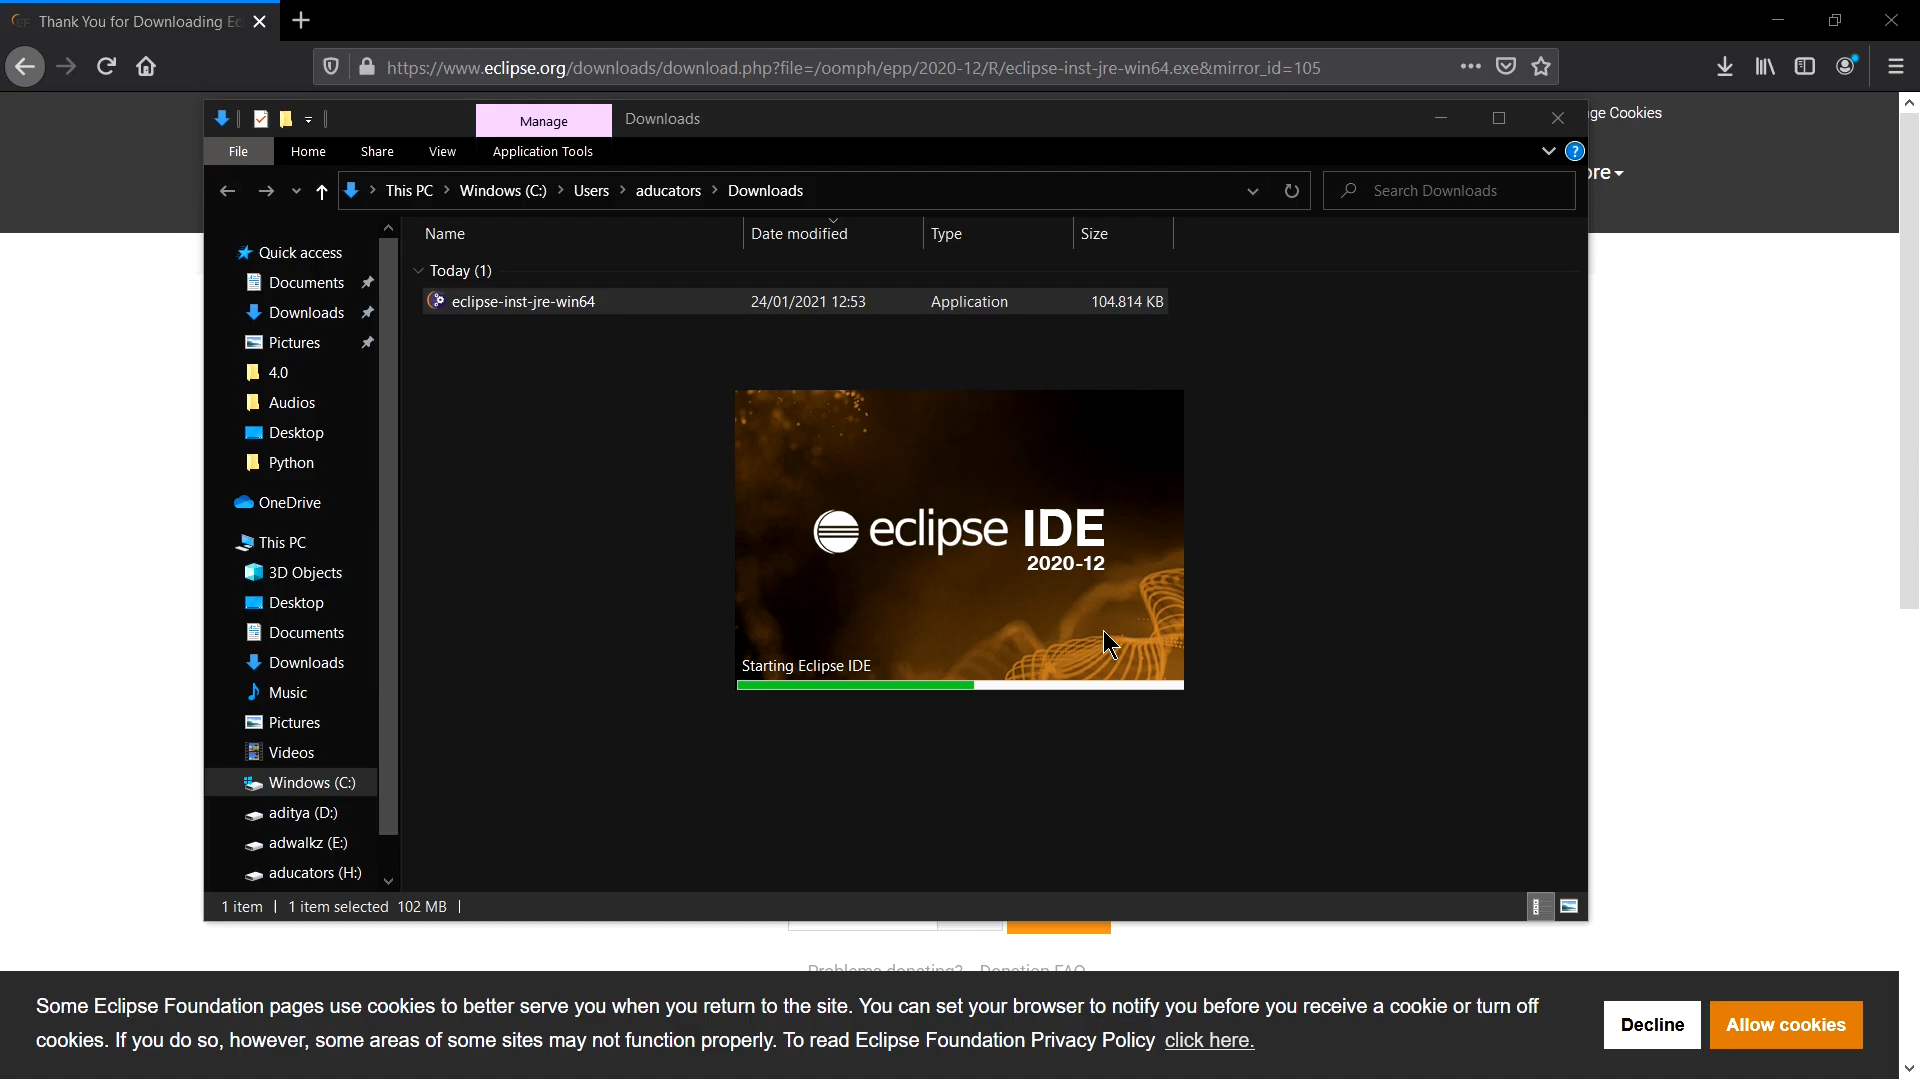 Thank You for Downloading Ec
https://www.eclipse.org/downloads/download.php?file=/oomph/epp/2020-12/R/eclipse-inst-jre-win64.exe&mirror_id=105
Manage
Downloads
ge Cookies
File
Home
Share
View
Application Tools
ore
This PC
Windows (C:)
Users
aducators
Downloads
Search Downloads
Name
Date modified
Type
Size
Quick access
Documents
Downloads
Pictures
4.0
Audios
Desktop
Python
OneDrive
This PC
3D Objects
Desktop
Documents
Downloads
Music
Pictures
Videos
Windows (C:)
aditya (D:)
adwalkz (E:)
aducators (H:)
Today (1)
eclipse-inst-jre-win64
24/01/2021 12:53
Application
104.814 KB
eclipse IDE
2020-12
Starting Eclipse IDE
1 item
1 item selected 102 MB
Problems donating? Donation FAQ
Some Eclipse Foundation pages use cookies to better serve you when you return to the site. You can set your browser to notify you before you receive a cookie or turn off
cookies. If you do so, however, some areas of some sites may not function properly. To read Eclipse Foundation Privacy Policy click here.
Decline
Allow cookies